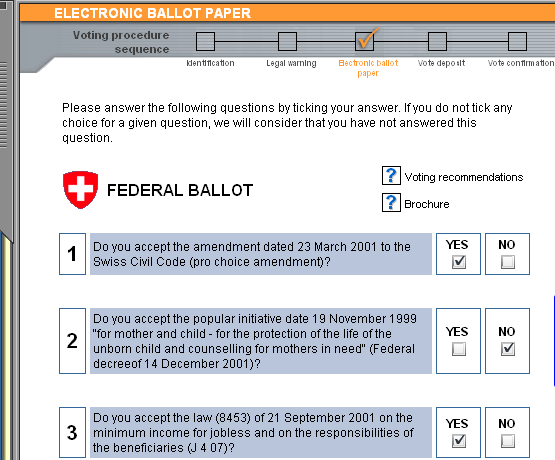 ELECTRONIC BALLOT PAPER
Voting procedure
sequence
Identification
Legal warning
Electronic ballot
paper
Vote deposit
Vote confirmation
Please answer the following questions by ticking your answer. If you do not tick any
choice for a given question, we will consider that you have not answered this
question.
FEDERAL BALLOT
? Voting recommendations
? Brochure
1
Do you accept the amendment dated 23 March 2001 to the
Swiss Civil Code (pro choice amendment)?
YES
NO
2
Do you accept the popular initiative date 19 November 1999
"for mother and child - for the protection of the life of the
unborn child and counselling for mothers in need" (Federal
decreeof 14 December 2001)?
YES
NO
3
Do you accept the law (8453) of 21 September 2001 on the
minimum income for jobless and on the responsibilities of
the beneficiaries (J 4 07)?
YES
NO